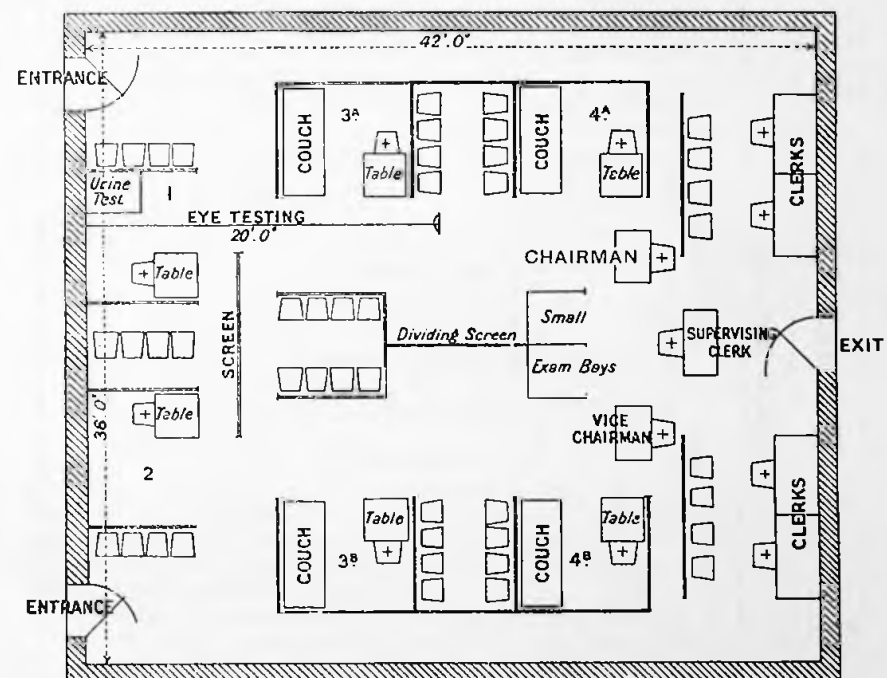 42'.0"
ENTRANCE
COUCH
3A
Table
COUCH
4A
Table
CLERKS
Urine
Test
1
EYE TESTING
20'.0"
CHAIRMAN
Table
SCREEN
Dividing Screen
Small
Exam Bays
SUPERVISING
CLERK
EXIT
36'.0"
Table
VICE
CHAIRMAN
2
COUCH
3B
Table
COUCH
4B
Table
CLERKS
ENTRANCE